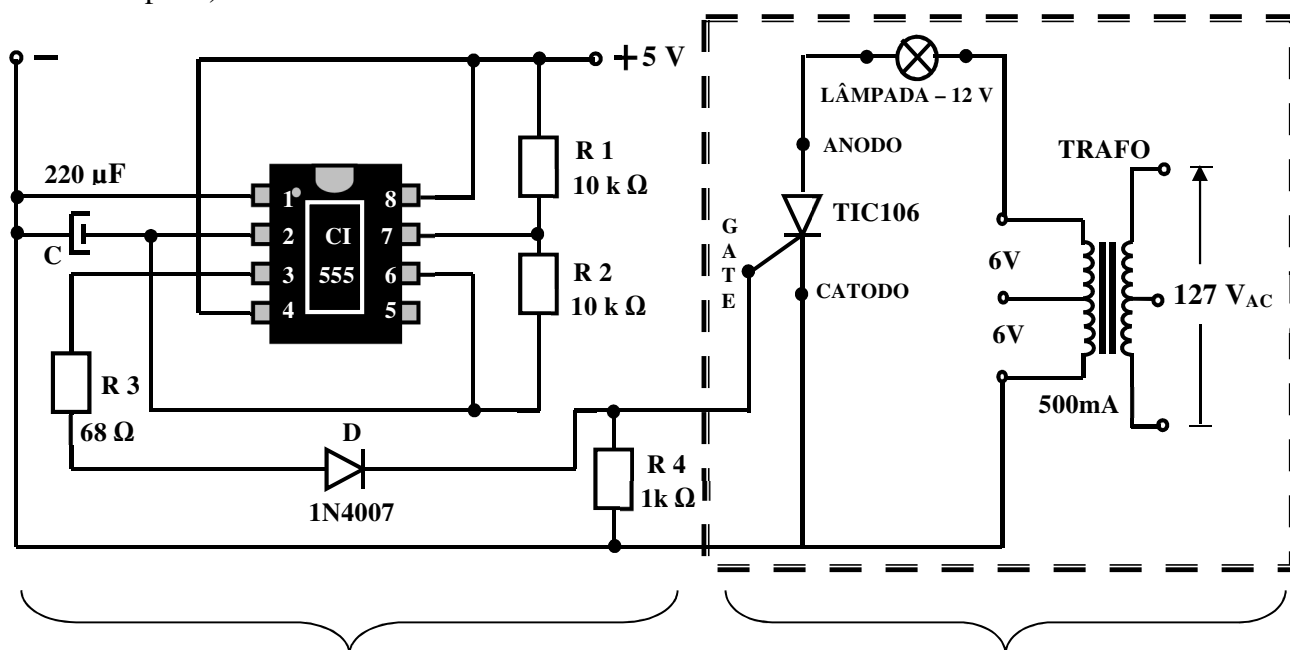 + 5 V
LÂMPADA – 12 V
ANODO
TRAFO
R 1
10 k Ω
220 µF
1
8
TIC106
GATE
2
CI
7
C
3
555
6
R 2
10 k Ω
6V
127 VAC
CATODO
4
5
6V
R 3
68 Ω
500mA
D
R 4
1k Ω
1N4007